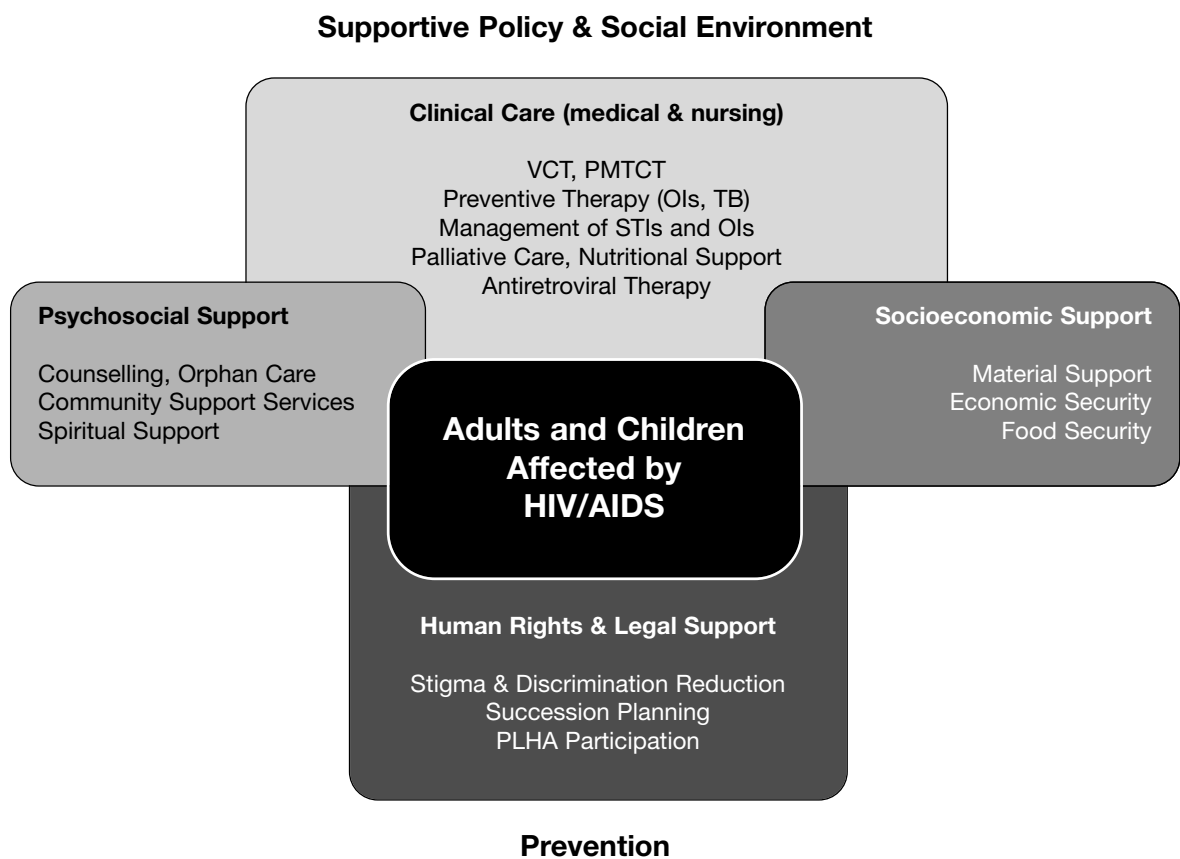 Supportive Policy & Social Environment
Clinical Care (medical & nursing)
VCT, PMTCT
Preventive Therapy (OIs, TB)
Management of STIs and OIs
Palliative Care, Nutritional Support
Antiretroviral Therapy
Psychosocial Support
Counselling, Orphan Care
Community Support Services
Spiritual Support
Socioeconomic Support
Material Support
Economic Security
Food Security
Adults and Children
Affected by
HIV/AIDS
Human Rights & Legal Support
Stigma & Discrimination Reduction
Succession Planning
PLHA Participation
Prevention